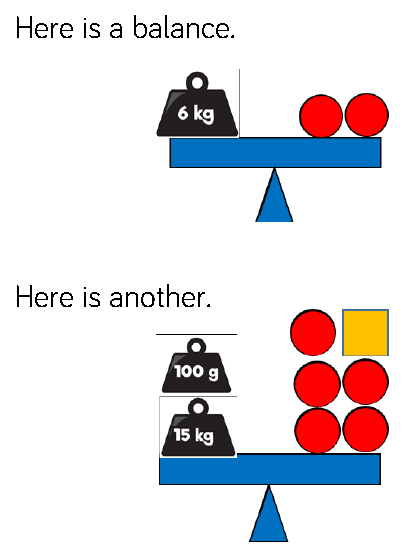 Here is a balance.
6 kg
Here is another.
100 g
15 kg